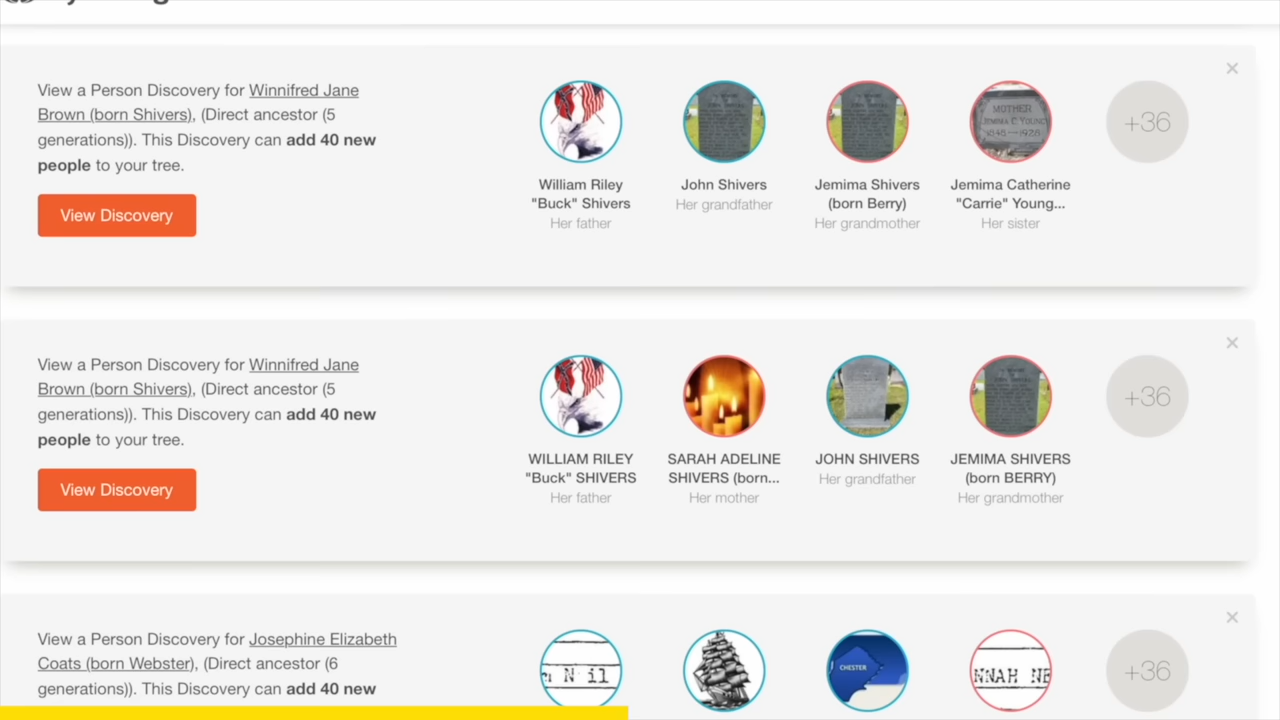 View a Person Discovery for Winnifred Jane
Brown (born Shivers), (Direct ancestor (5
generations)). This Discovery can add 40 new
people to your tree.
View Discovery
MOTHER
JEMIMA C YOUNG
1845 — 1928
+36
William Riley
"Buck" Shivers
Her father
John Shivers
Her grandfather
Jemima Shivers
(born Berry)
Her grandmother
Jemima Catherine
"Carrie" Young...
Her sister
View a Person Discovery for Winnifred Jane
Brown (born Shivers), (Direct ancestor (5
generations)). This Discovery can add 40 new
people to your tree.
View Discovery
+36
WILLIAM RILEY
"Buck" SHIVERS
Her father
SARAH ADELINE
SHIVERS (born...
Her mother
JOHN SHIVERS
Her grandfather
JEMIMA SHIVERS
(born BERRY)
Her grandmother
View a Person Discovery for Josephine Elizabeth
Coats (born Webster), (Direct ancestor (6
generations)). This Discovery can add 40 new
CHESTER
NNAH NE
+36